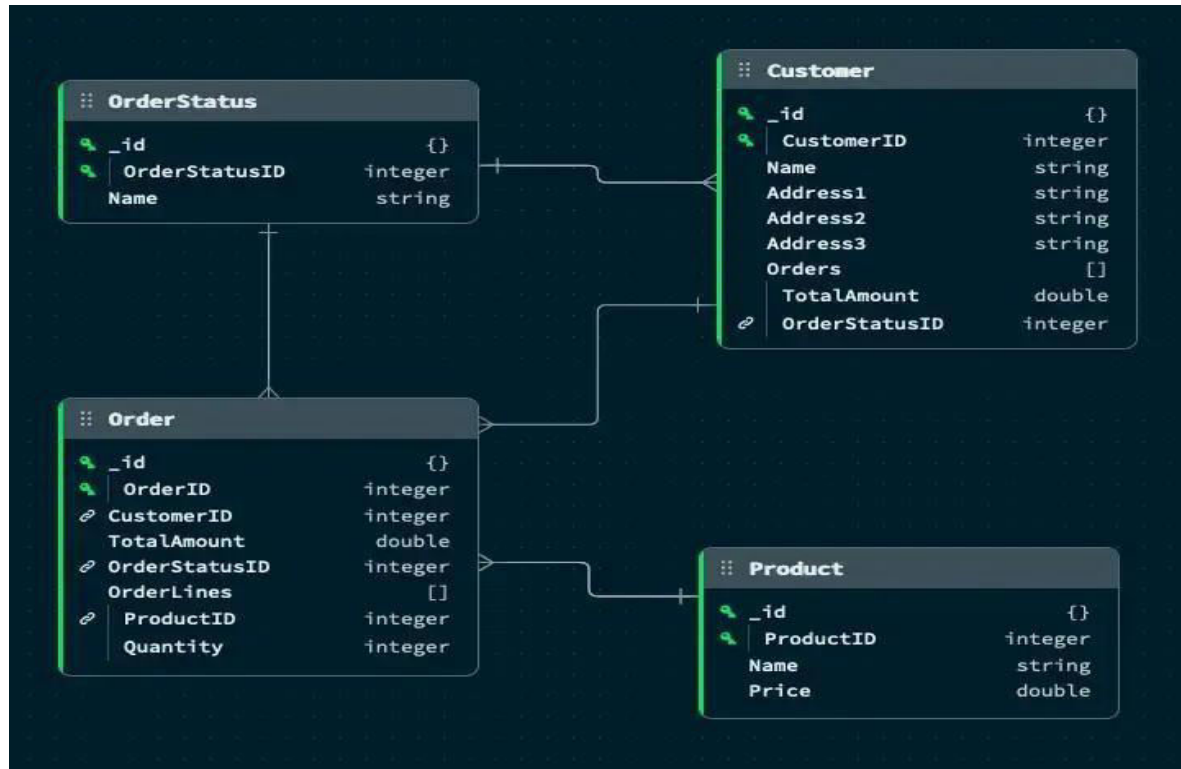 OrderStatus
_id {}
OrderStatusID integer
Name string
Customer
_id {}
CustomerID integer
Name string
Address1 string
Address2 string
Address3 string
Orders []
TotalAmount double
OrderStatusID integer
Order
_id {}
OrderID integer
CustomerID integer
TotalAmount double
OrderStatusID integer
OrderLines []
ProductID integer
Quantity integer
Product
_id {}
ProductID integer
Name string
Price double